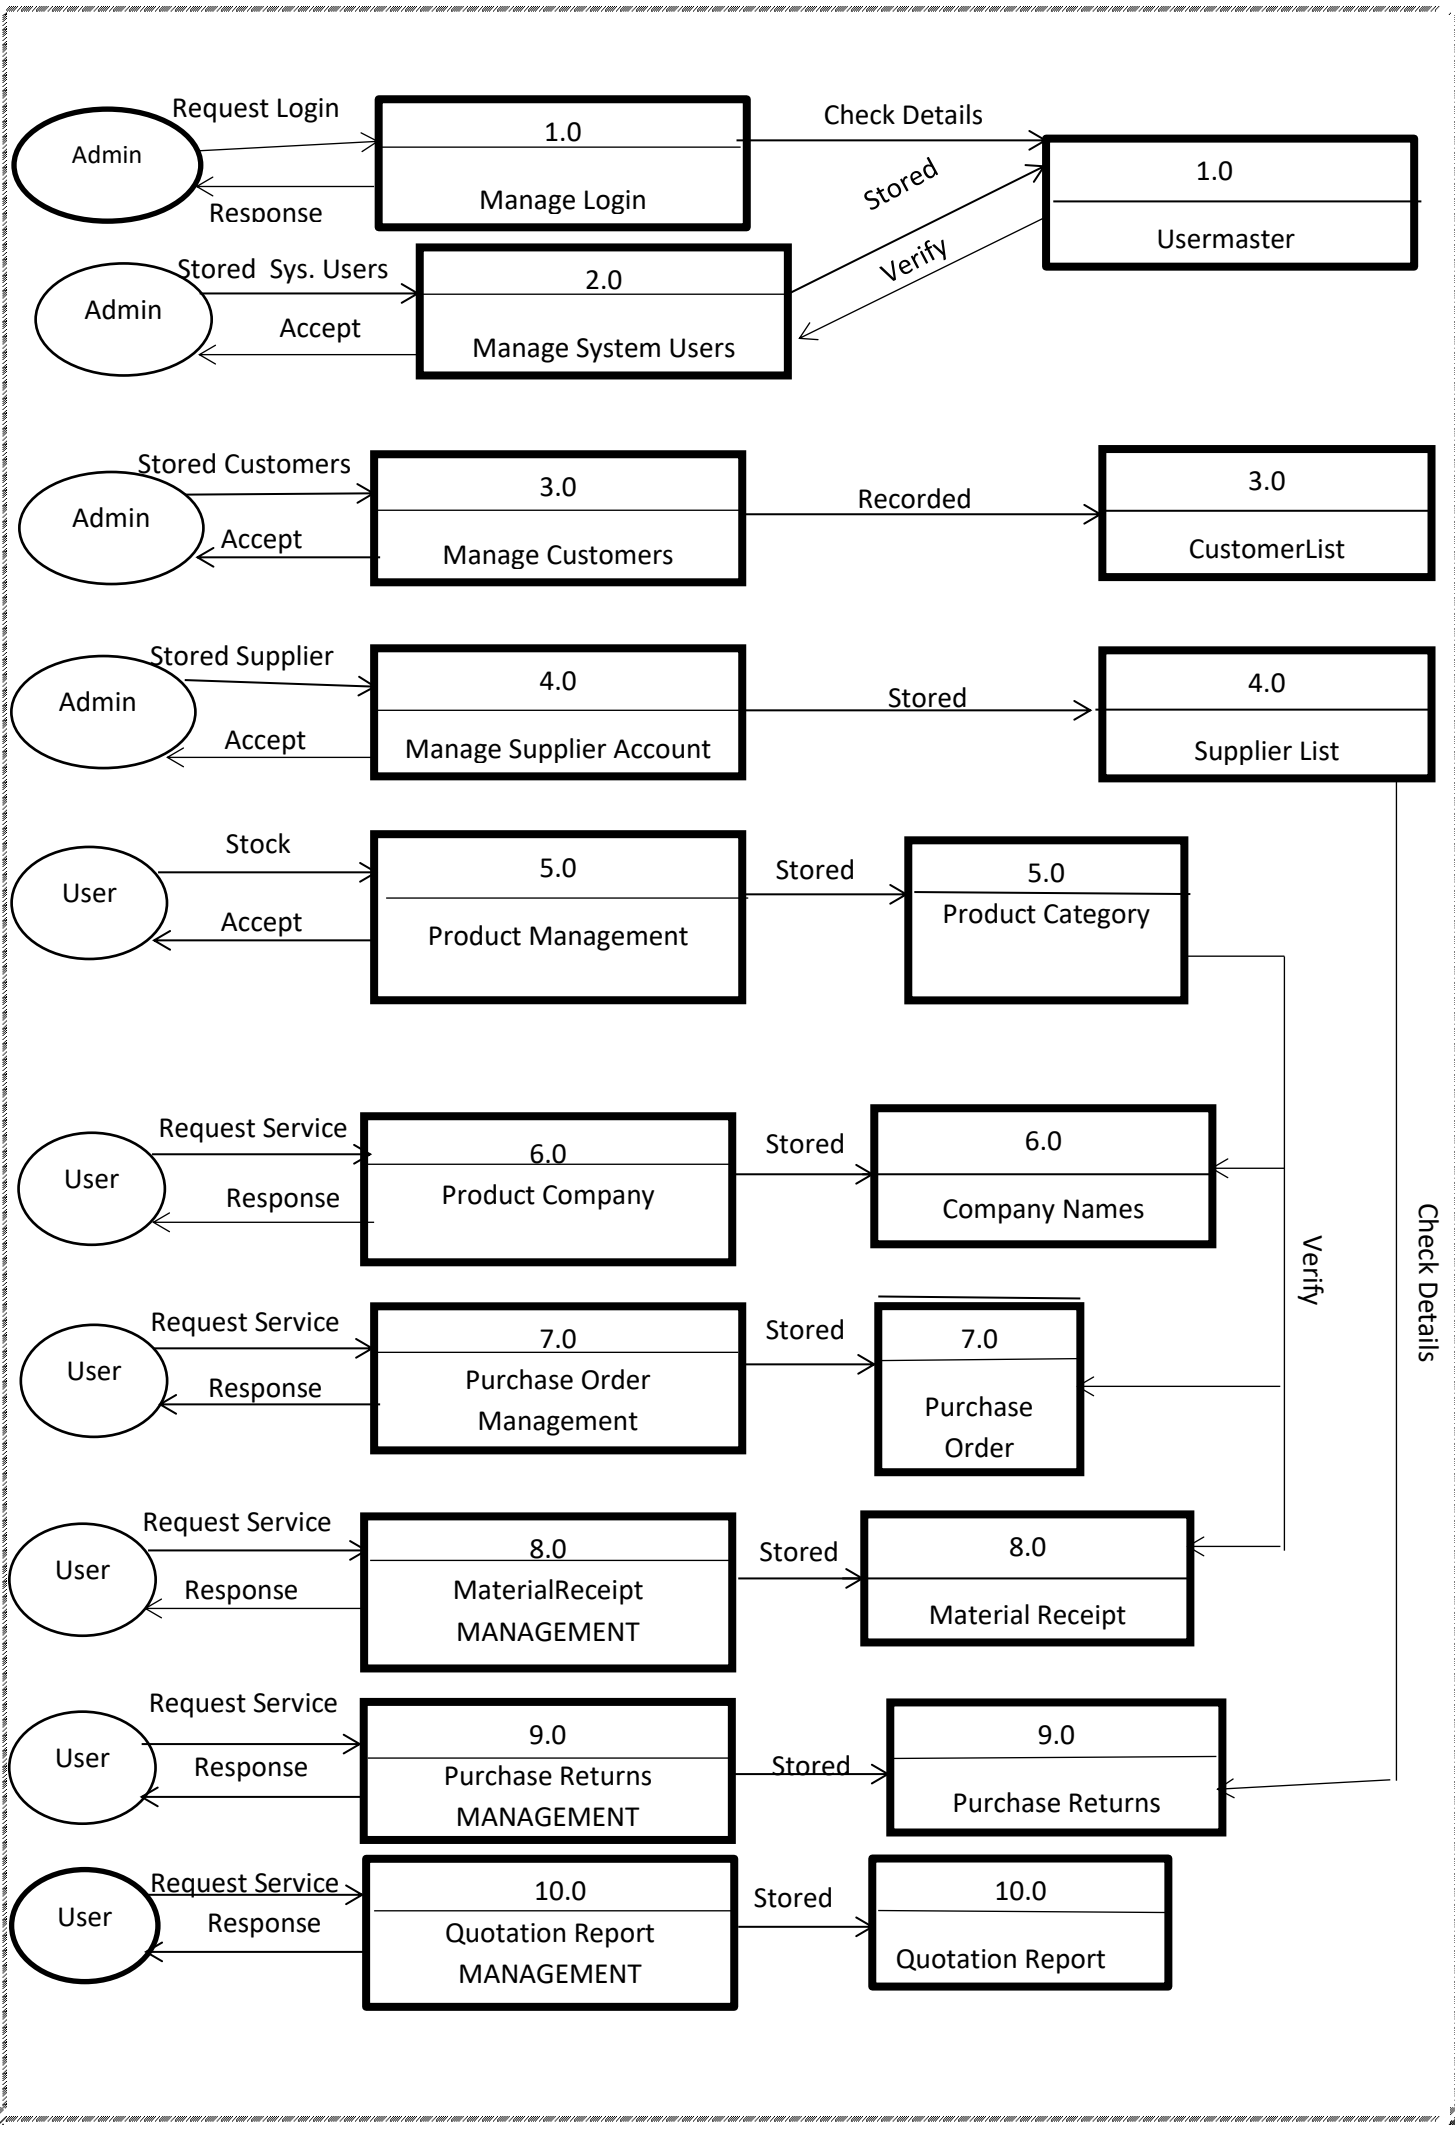 Request Login
Admin
1.0
Manage Login
Response
Check Details
1.0
Usermaster
Stored
Verify
Stored  Sys. Users
Admin
2.0
Manage System Users
Accept
Stored Customers
Admin
3.0
Manage Customers
Accept
Recorded
3.0
CustomerList
Stored Supplier
Admin
4.0
Manage Supplier Account
Accept
Stored
4.0
Supplier List
Stock
User
5.0
Product Management
Accept
Stored
5.0
Product Category
Request Service
User
6.0
Product Company
Response
Stored
6.0
Company Names
Verify
Check Details
Request Service
User
7.0
Purchase Order
Management
Response
Stored
7.0
Purchase
Order
Request Service
User
8.0
MaterialReceipt
MANAGEMENT
Response
Stored
8.0
Material Receipt
Request Service
User
9.0
Purchase Returns
MANAGEMENT
Response
Stored
9.0
Purchase Returns
Request Service
User
10.0
Quotation Report
MANAGEMENT
Response
Stored
10.0
Quotation Report